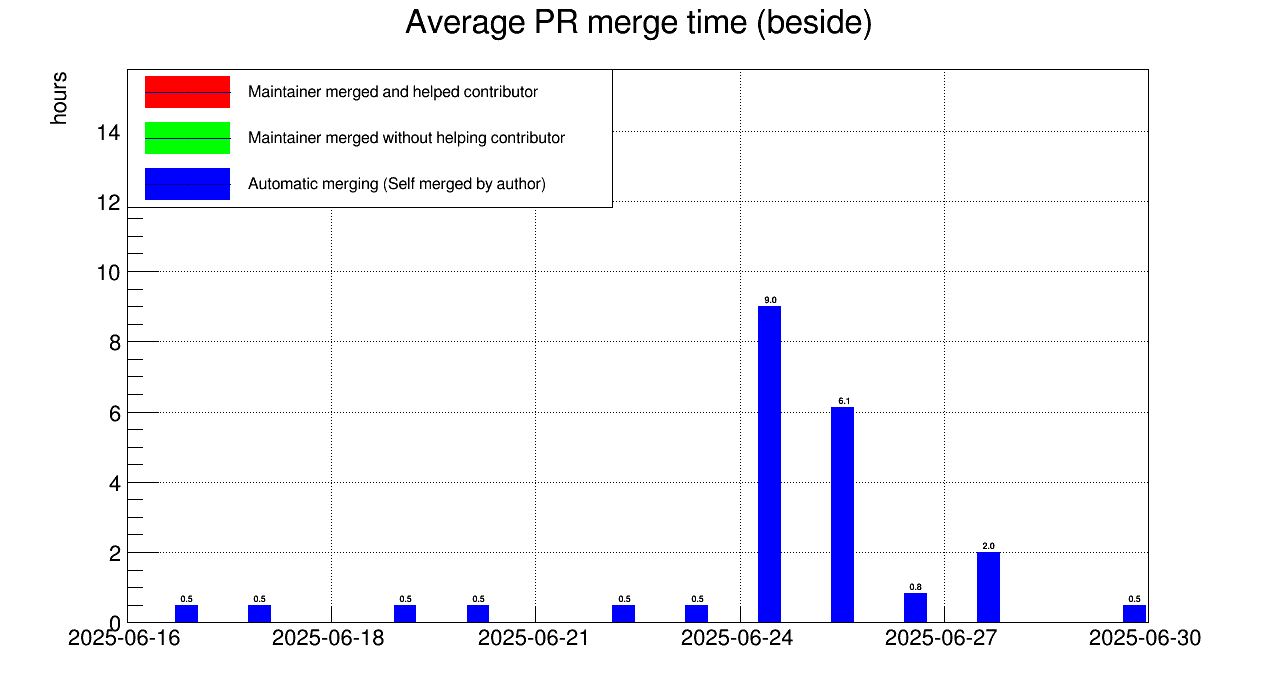 Average PR merge time (beside)
hours
Maintainer merged and helped contributor
Maintainer merged without helping contributor
Automatic merging (Self merged by author)
14
12
10
8
6
4
2
0
0.5 0.5 0.5 0.5 0.5 0.5 9.0 6.1 0.8 2.0 0.5
2025-06-16 2025-06-18 2025-06-21 2025-06-24 2025-06-27 2025-06-30